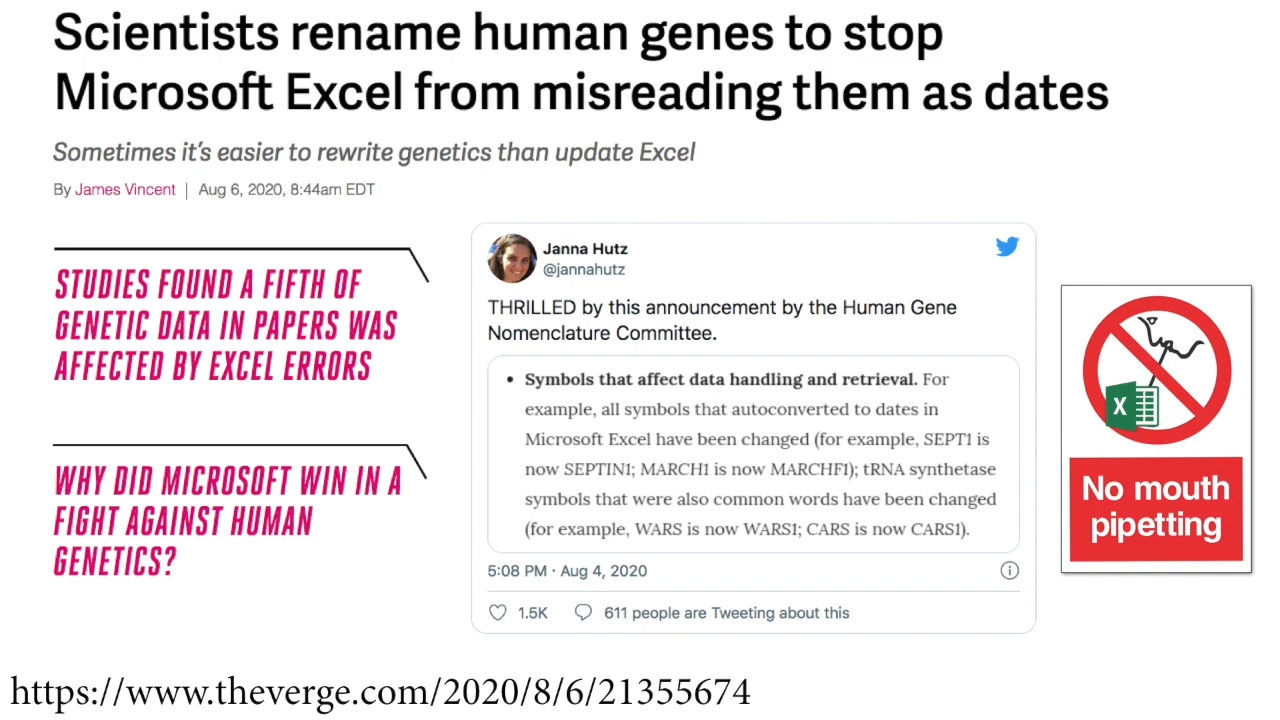 Scientists rename human genes to stop
Microsoft Excel from misreading them as dates
Sometimes it's easier to rewrite genetics than update Excel
By James Vincent | Aug 6, 2020, 8:44am EDT
STUDIES FOUND A FIFTH OF
GENETIC DATA IN PAPERS WAS
AFFECTED BY EXCEL ERRORS
WHY DID MICROSOFT WIN IN A
FIGHT AGAINST HUMAN
GENETICS?
Janna Hutz
@jannahutz
THRILLED by this announcement by the Human Gene
Nomenclature Committee.
• Symbols that affect data handling and retrieval. For
example, all symbols that autoconverted to dates in
Microsoft Excel have been changed (for example, SEPT1 is
now SEPTIN1; MARCH1 is now MARCHF1); tRNA synthetase
symbols that were also common words have been changed
(for example, WARS is now WARS1; CARS is now CARS1).
5:08 PM · Aug 4, 2020
1.5K 611 people are Tweeting about this
X
No mouth
pipetting
https://www.theverge.com/2020/8/6/21355674